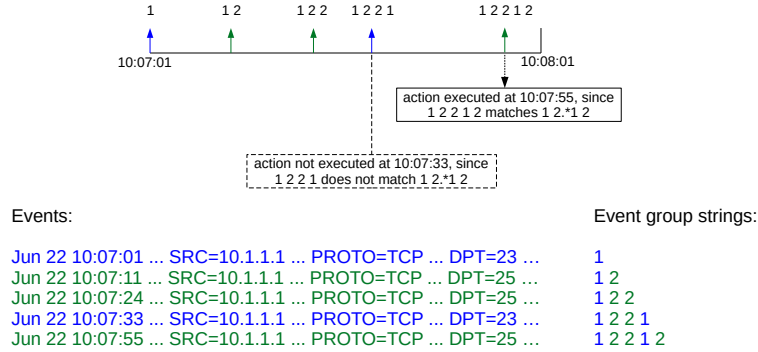 1 1 2 1 2 2 1 2 2 1 1 2 2 1 2
10:07:01 10:08:01
action executed at 10:07:55, since
1 2 2 1 2 matches 1 2.*1 2
action not executed at 10:07:33, since
1 2 2 1 does not match 1 2.*1 2
Events: Event group strings:
Jun 22 10:07:01 ... SRC=10.1.1.1 ... PROTO=TCP ... DPT=23 ... 1
Jun 22 10:07:11 ... SRC=10.1.1.1 ... PROTO=TCP ... DPT=25 ... 1 2
Jun 22 10:07:24 ... SRC=10.1.1.1 ... PROTO=TCP ... DPT=25 ... 1 2 2
Jun 22 10:07:33 ... SRC=10.1.1.1 ... PROTO=TCP ... DPT=23 ... 1 2 2 1
Jun 22 10:07:55 ... SRC=10.1.1.1 ... PROTO=TCP ... DPT=25 ... 1 2 2 1 2